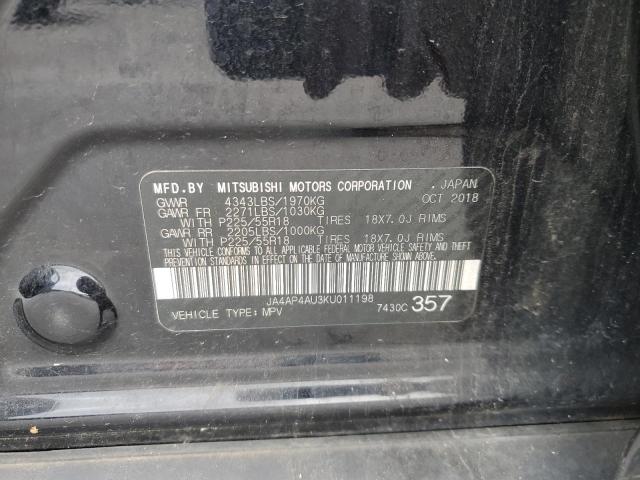 MFD.BY MITSUBISHI MOTORS CORPORATION . JAPAN
GVWR 4343LBS/1970KG OCT 2018
GAWR FR 2271LBS/1030KG
WITH P225/55R18 TIRES 18X7.0J RIMS
GAWR RR 2205LBS/1000KG
WITH P225/55R18 TIRES 18X7.0J RIMS
THIS VEHICLE CONFORMS TO ALL APPLICABLE FEDERAL MOTOR VEHICLE SAFETY AND THEFT
PREVENTION STANDARDS IN EFFECT ON THE DATE OF MANUFACTURE SHOWN ABOVE.
JA4AP4AU3KU011198
VEHICLE TYPE: MPV 7430C 357